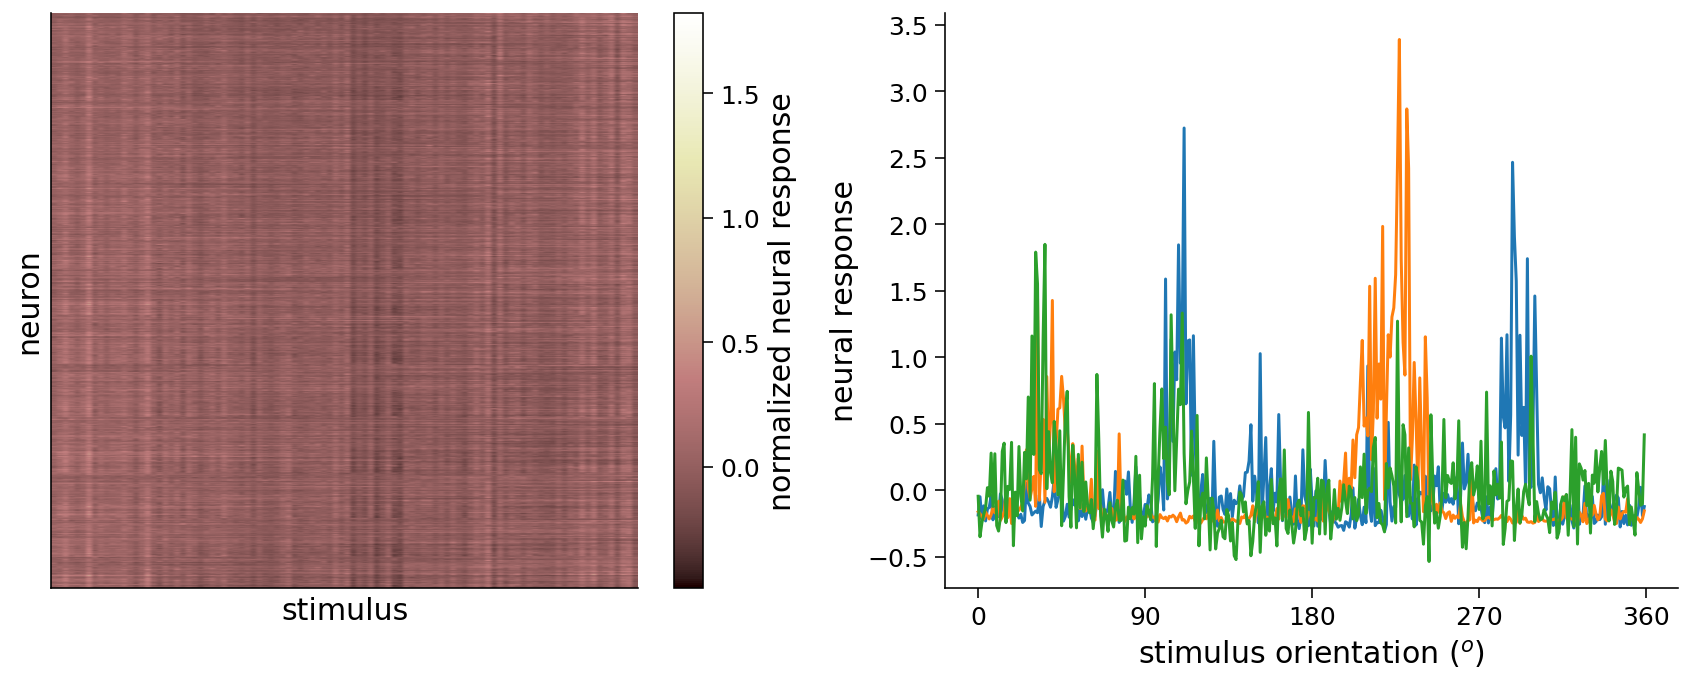 neuron
stimulus
1.5
1.0
0.5
0.0
normalized neural response
3.5
3.0
2.5
2.0
1.5
1.0
0.5
0.0
−0.5
neural response
0 90 180 270 360
stimulus orientation (o)